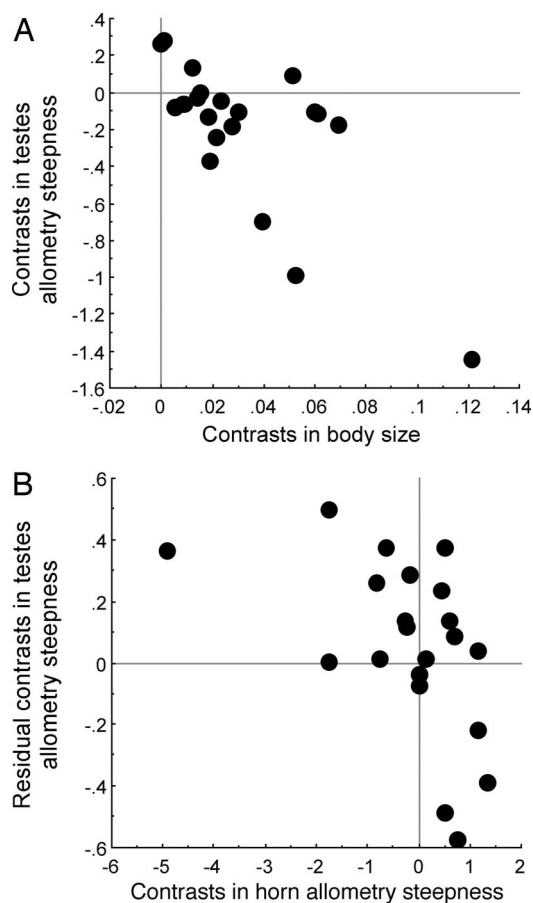 A
.4
.2
0
-.2
-.4
-.6
-.8
-1
-1.2
-1.4
-1.6
Contrasts in testes
allometry steepness
-.02 0 .02 .04 .06 .08 .1 .12 .14
Contrasts in body size
B
.6
.4
.2
0
-.2
-.4
-.6
Residual contrasts in testes
allometry steepness
-6 -5 -4 -3 -2 -1 0 1 2
Contrasts in horn allometry steepness